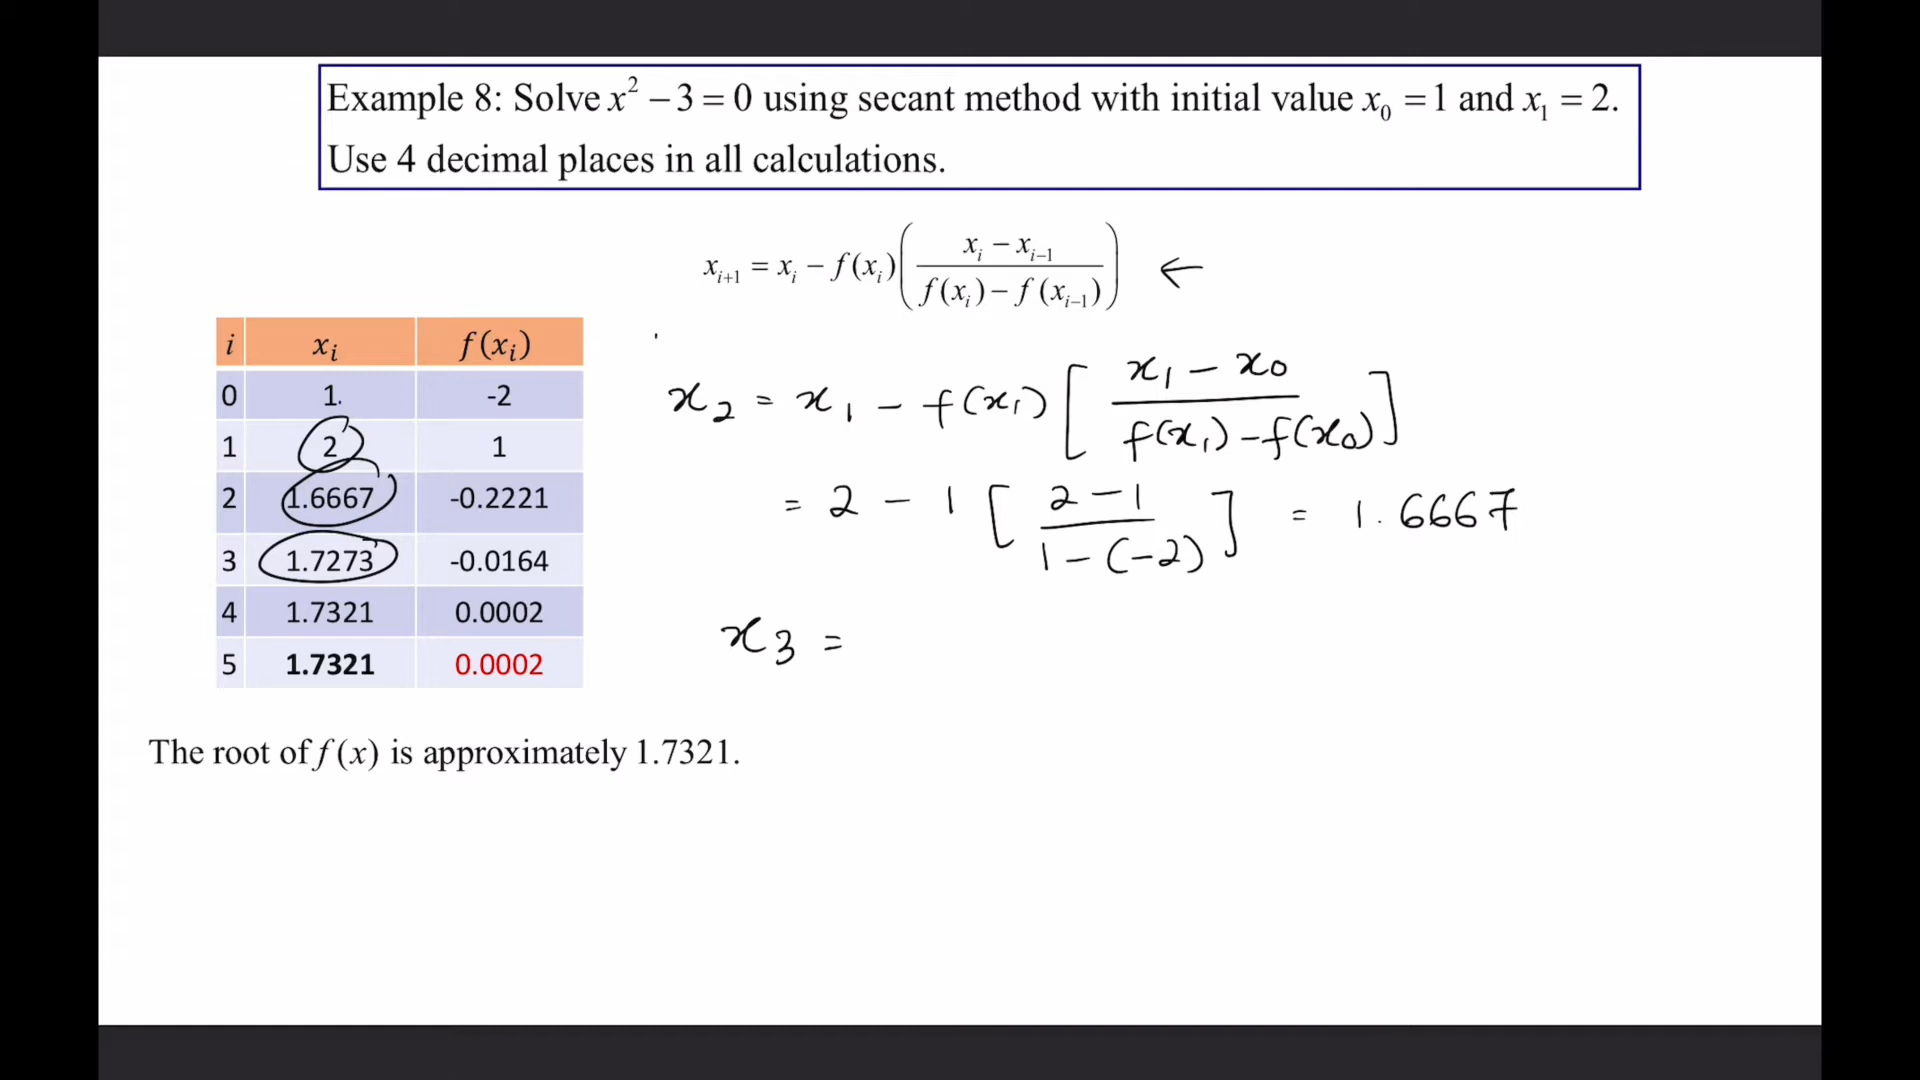 Example 8: Solve x² − 3 = 0 using secant method with initial value x₀ = 1 and x₁ = 2.
Use 4 decimal places in all calculations.
xᵢ₊₁ = xᵢ − f(xᵢ)((xᵢ − xᵢ₋₁)/(f(xᵢ) − f(xᵢ₋₁))) ←
i xᵢ f(xᵢ)
0 1. -2
1 2 1
2 1.6667 -0.2221
3 1.7273 -0.0164
4 1.7321 0.0002
5 1.7321 0.0002
x₂ = x₁ − f(x₁)[(x₁ − x₀)/(f(x₁) − f(x₀))]
= 2 − 1[(2 − 1)/(1 − (−2))] = 1.6667
x₃ =
The root of f(x) is approximately 1.7321.